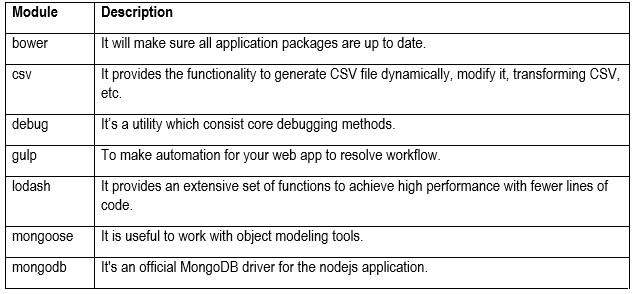 Module Description
bower It will make sure all application packages are up to date.
csv It provides the functionality to generate CSV file dynamically, modify it, transforming CSV,
etc.
debug It's a utility which consist core debugging methods.
gulp To make automation for your web app to resolve workflow.
lodash It provides an extensive set of functions to achieve high performance with fewer lines of
code.
mongoose It is useful to work with object modeling tools.
mongodb It's an official MongoDB driver for the nodejs application.